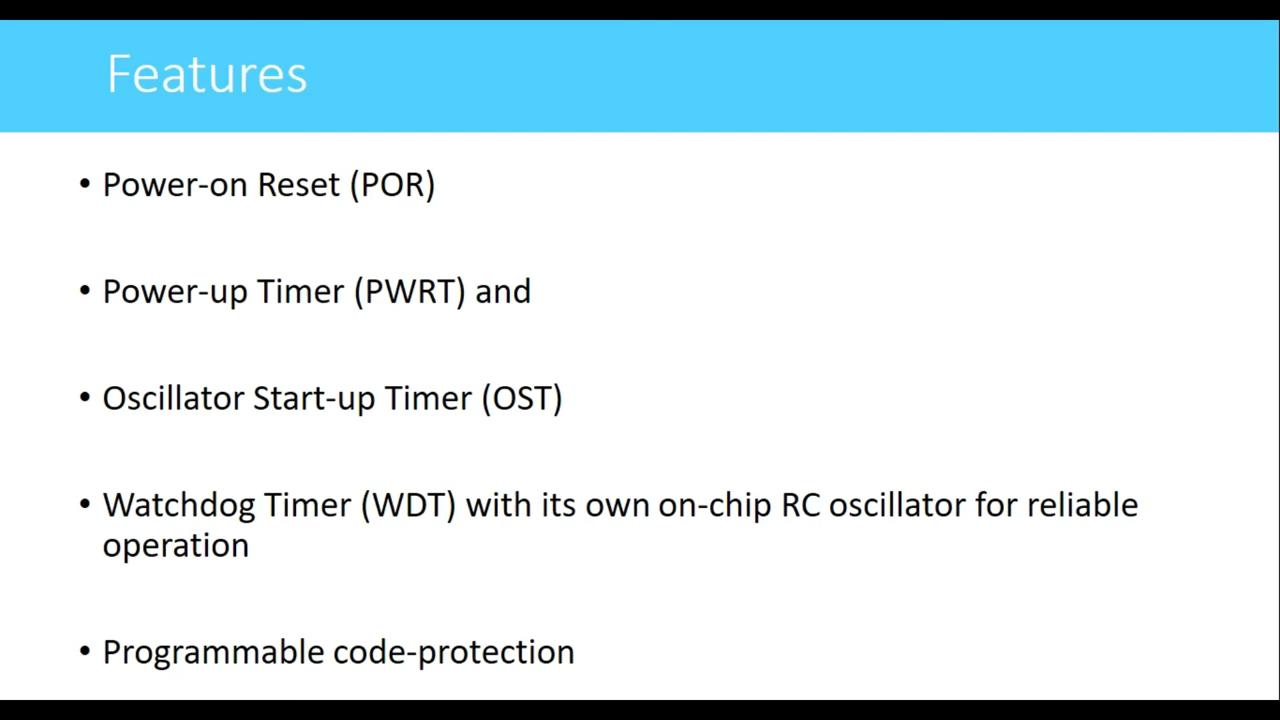 Features
• Power-on Reset (POR)
• Power-up Timer (PWRT) and
• Oscillator Start-up Timer (OST)
• Watchdog Timer (WDT) with its own on-chip RC oscillator for reliable
operation
• Programmable code-protection